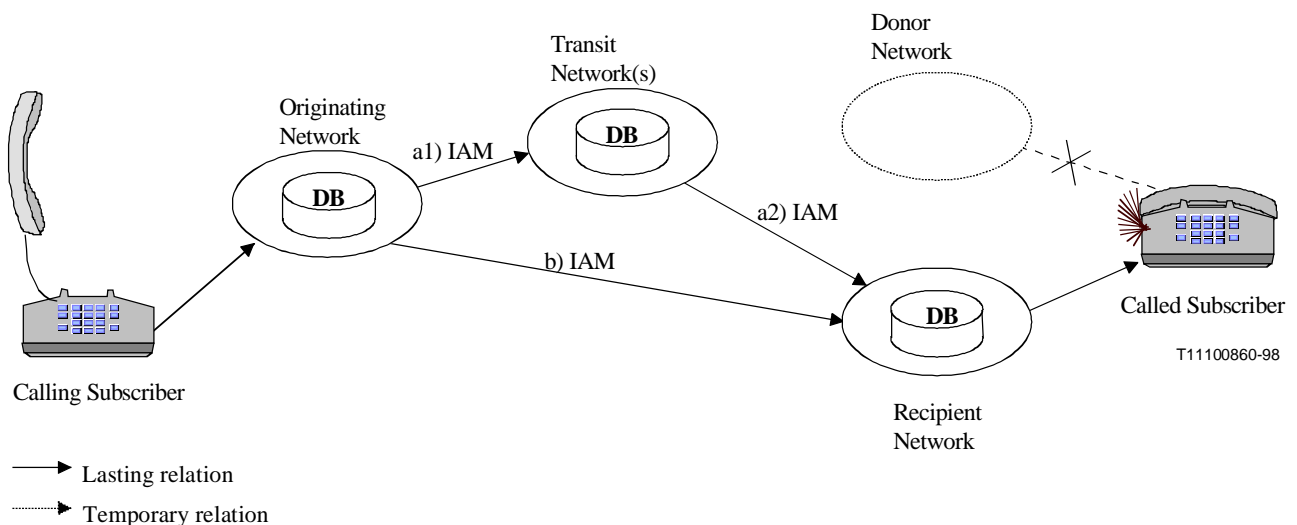 Donor
Network
Transit
Network(s)
Originating
Network
DB
a1) IAM
DB
a2) IAM
b) IAM
DB
Called Subscriber
T11100860-98
Calling Subscriber
Recipient
Network
Lasting relation
Temporary relation